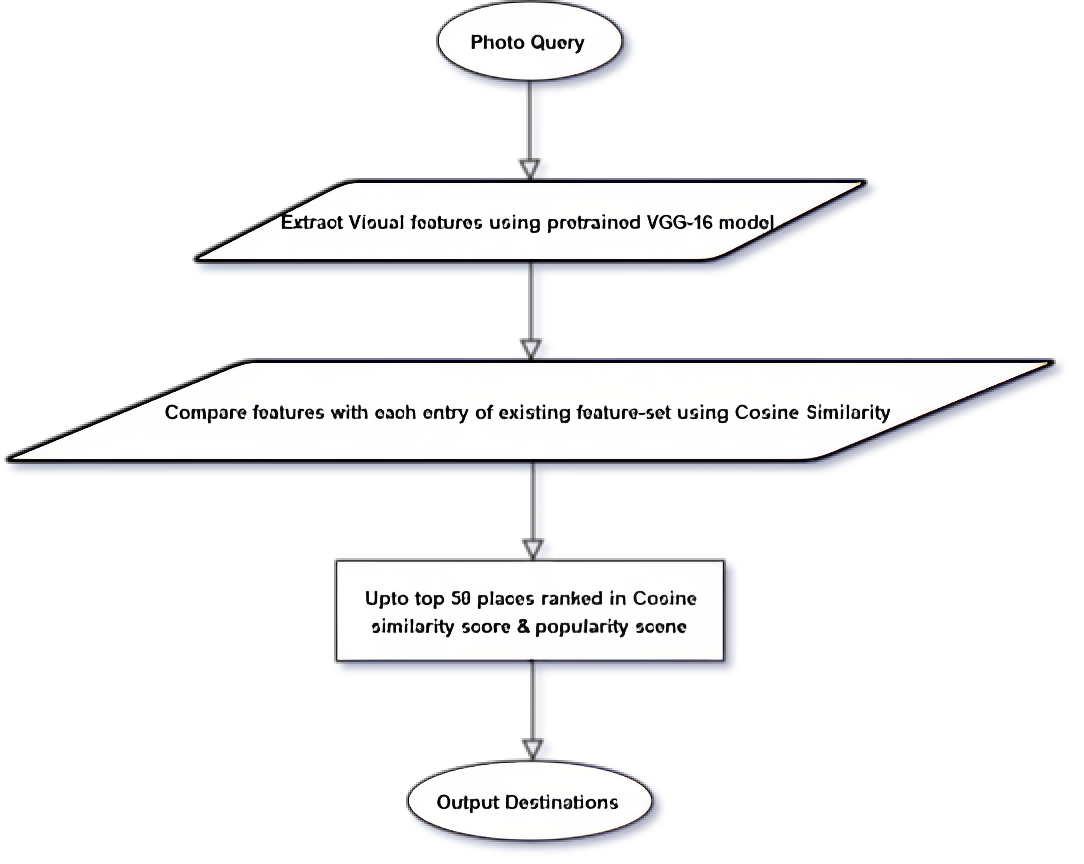 Photo Query
Extract Visual features using pretrained VGG-16 model
Compare features with each entry of existing feature-set using Cosine Similarity
Upto top 50 places ranked in Cosine
similarity score & popularity score
Output Destinations